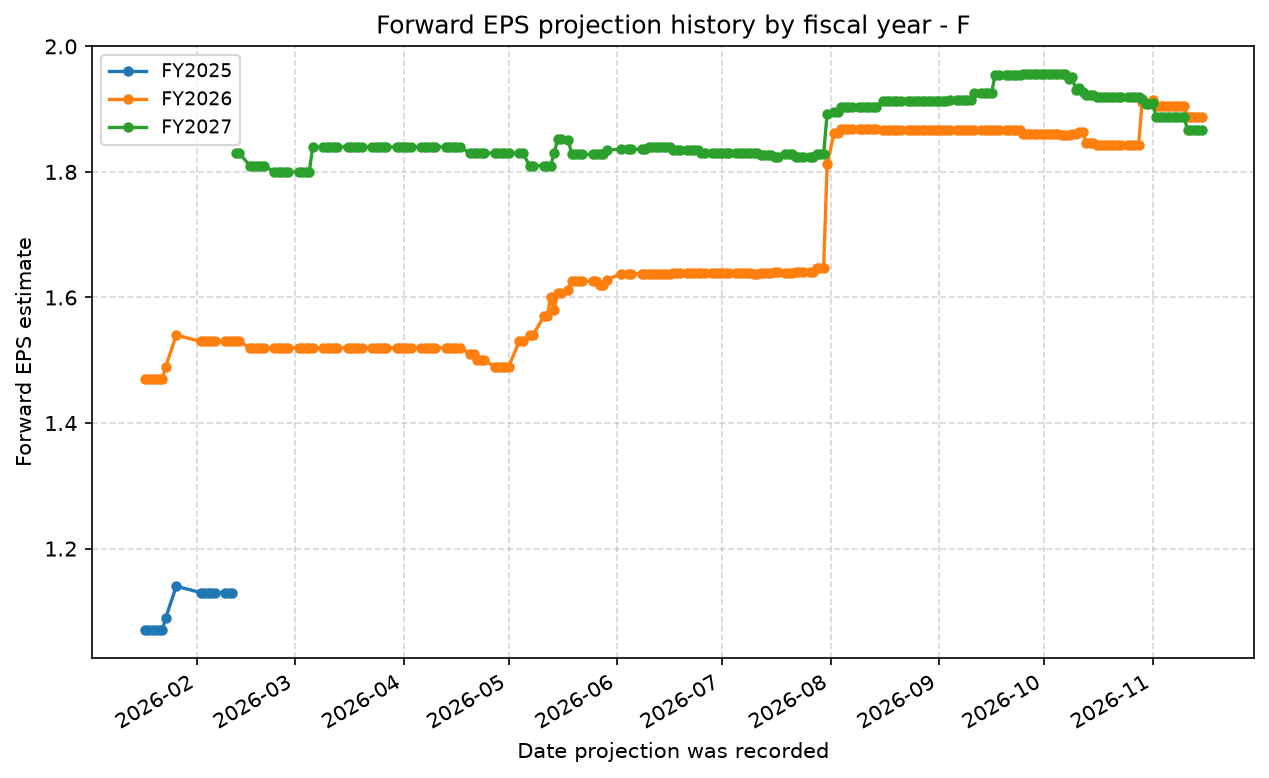 Forward EPS projection history by fiscal year - F
Forward EPS estimate
2.0
1.8
1.6
1.4
1.2
FY2025
FY2026
FY2027
2026-02
2026-03
2026-04
2026-05
2026-06
2026-07
2026-08
2026-09
2026-10
2026-11
Date projection was recorded